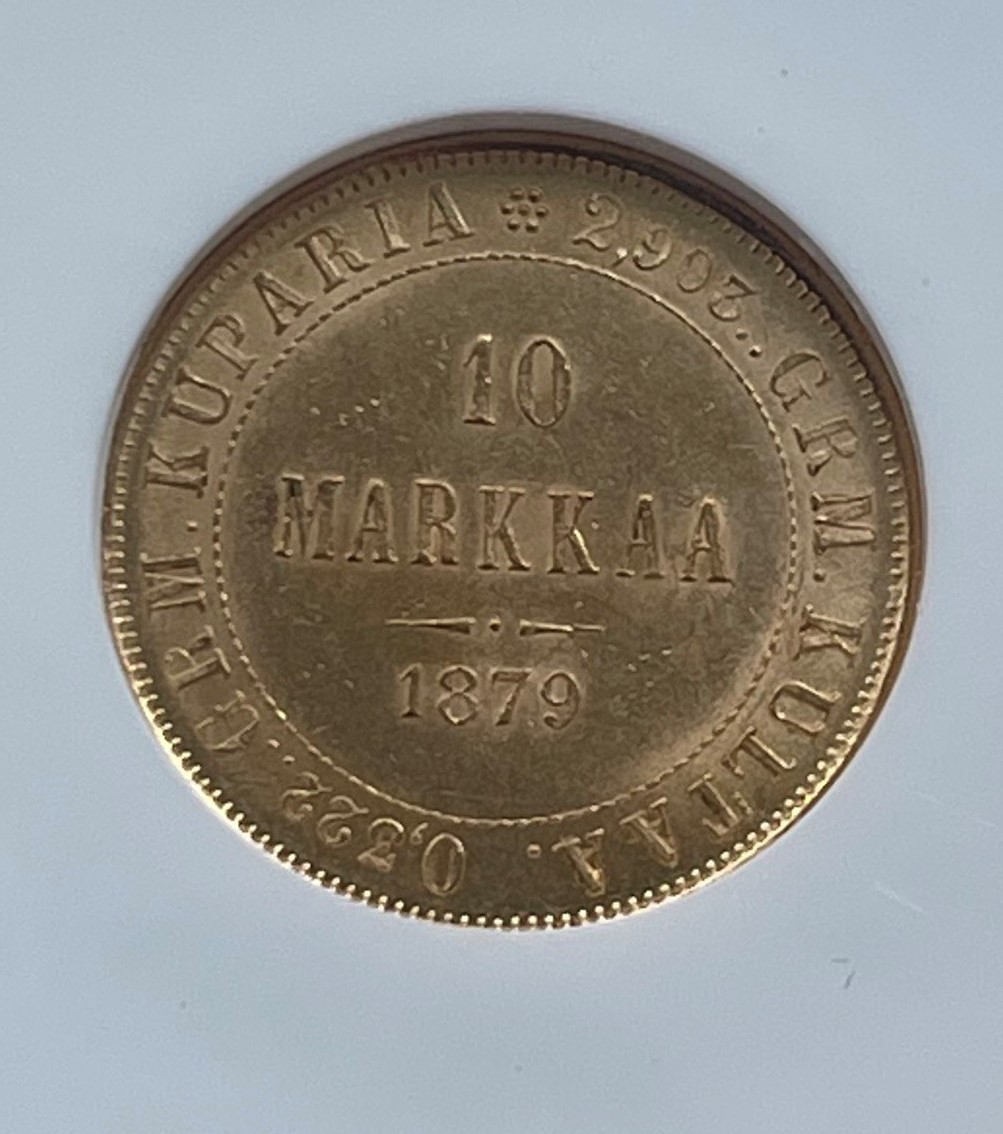 2,903..GRM.KULTAA.
0,322..GRM.KUPARIA
10
MARKKAA
1879